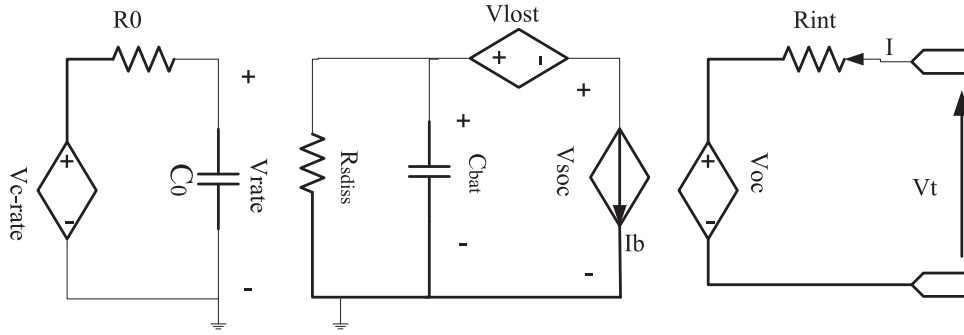 R0
+
+
-
Vc-rate
C0
Vrate
-
Vlost
+ -
+
+
Rsdiss
Cbat
Vsoc
-
-
Ib
Rint
I
+
-
Voc
Vt